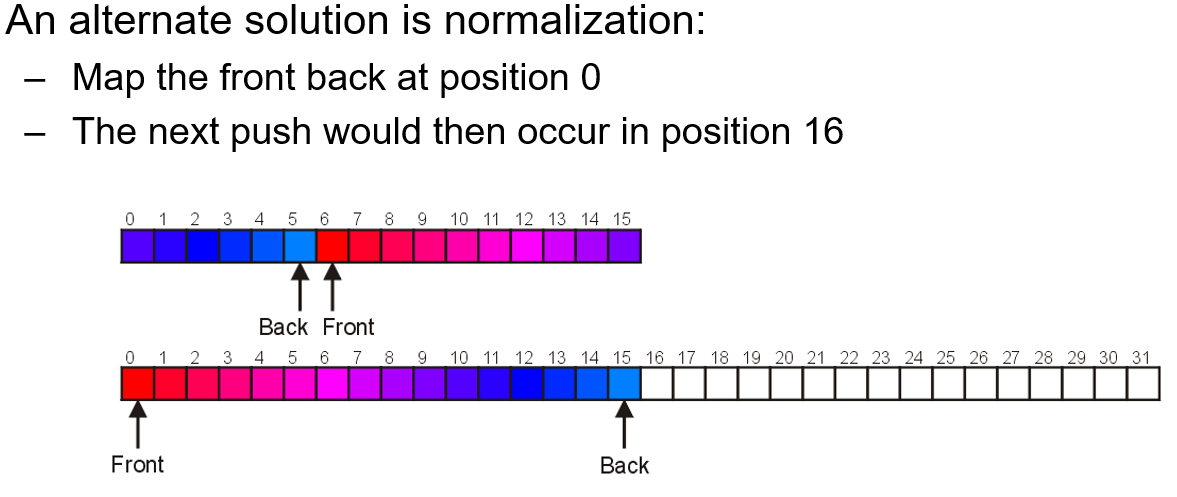 An alternate solution is normalization:
– Map the front back at position 0
– The next push would then occur in position 16
0 1 2 3 4 5 6 7 8 9 10 11 12 13 14 15
Back Front
0 1 2 3 4 5 6 7 8 9 10 11 12 13 14 15 16 17 18 19 20 21 22 23 24 25 26 27 28 29 30 31
Front Back